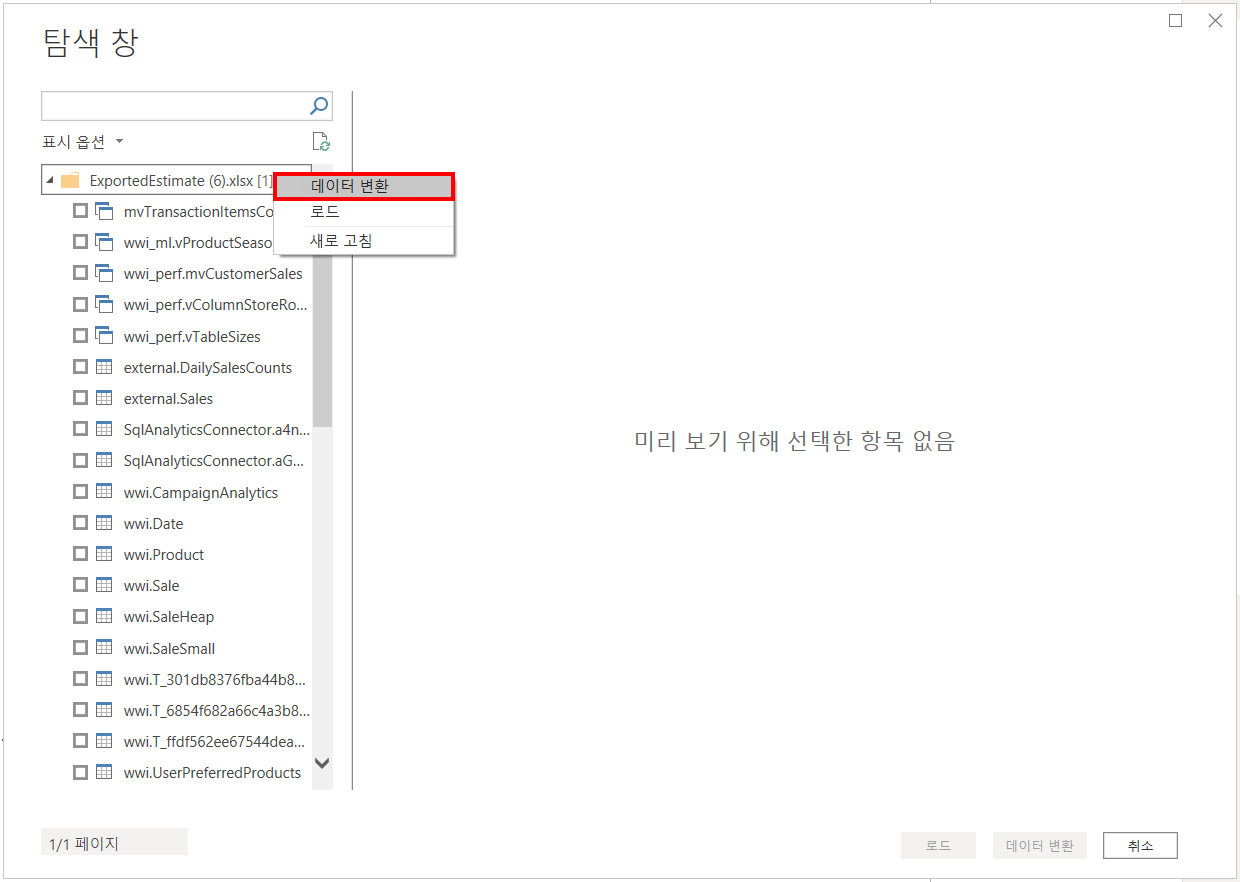 탐색 창
표시 옵션
ExportedEstimate (6).xlsx [1]
데이터 변환
로드
새로 고침
mvTransactionItemsCo
wwi_ml.vProductSeaso
wwi_perf.mvCustomerSales
wwi_perf.vColumnStoreRo...
wwi_perf.vTableSizes
external.DailySalesCounts
external.Sales
SqlAnalyticsConnector.a4n...
SqlAnalyticsConnector.aG...
wwi.CampaignAnalytics
wwi.Date
wwi.Product
wwi.Sale
wwi.SaleHeap
wwi.SaleSmall
wwi.T_301db8376fba44b8...
wwi.T_6854f682a66c4a3b8...
wwi.T_ffdf562ee67544dea...
wwi.UserPreferredProducts
미리 보기 위해 선택한 항목 없음
1/1 페이지
로드
데이터 변환
취소